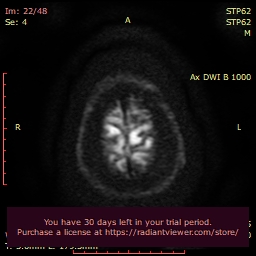 Im: 22/48
Se: 4
STP62
STP62
M
A
Ax DWI B 1000
R
L
You have 30 days left in your trial period.
Purchase a license at https://radiantviewer.com/store/